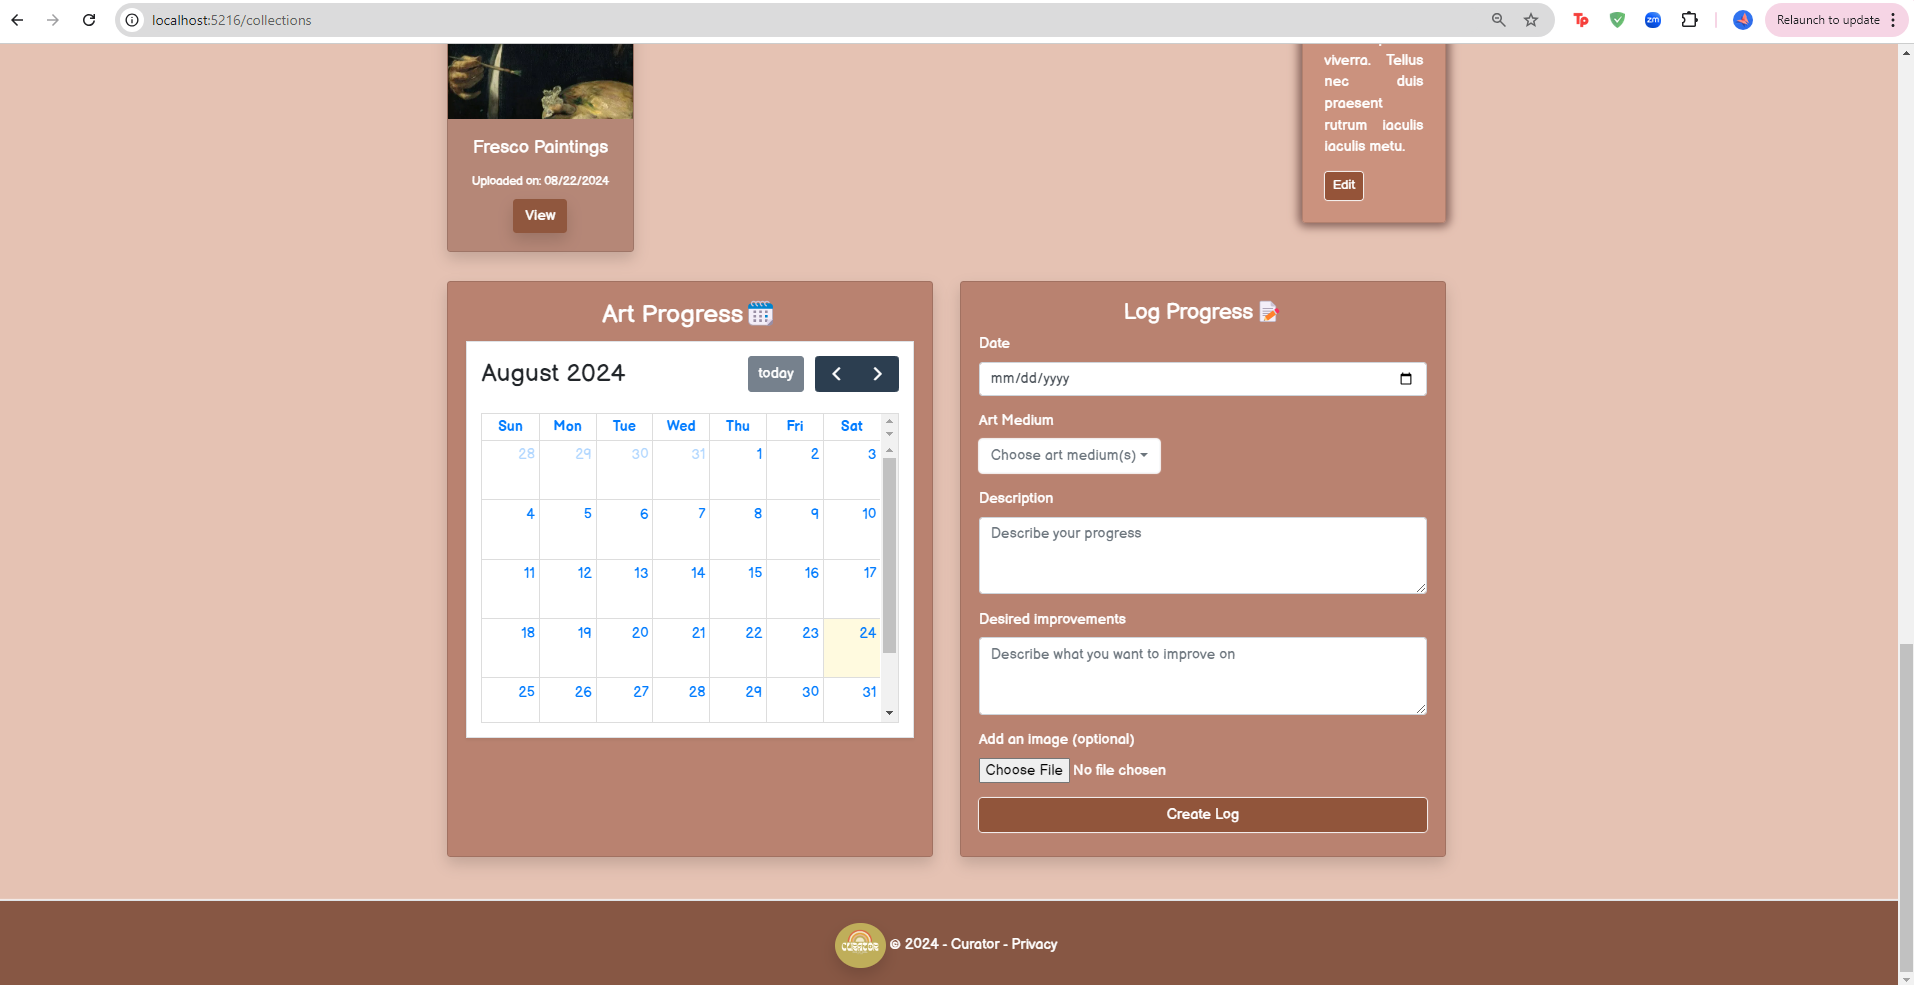 localhost:5216/collections
Relaunch to update
viverra. Tellus
nec duis
praesent
rutrum iaculis
iaculis metu.
Edit
Fresco Paintings
Uploaded on: 08/22/2024
View
Art Progress
August 2024
today
Sun Mon Tue Wed Thu Fri Sat
28 29 30 31 1 2 3
4 5 6 7 8 9 10
11 12 13 14 15 16 17
18 19 20 21 22 23 24
25 26 27 28 29 30 31
Log Progress
Date
mm/dd/yyyy
Art Medium
Choose art medium(s)
Description
Describe your progress
Desired improvements
Describe what you want to improve on
Add an image (optional)
Choose File No file chosen
Create Log
CURATOR
© 2024 - Curator - Privacy